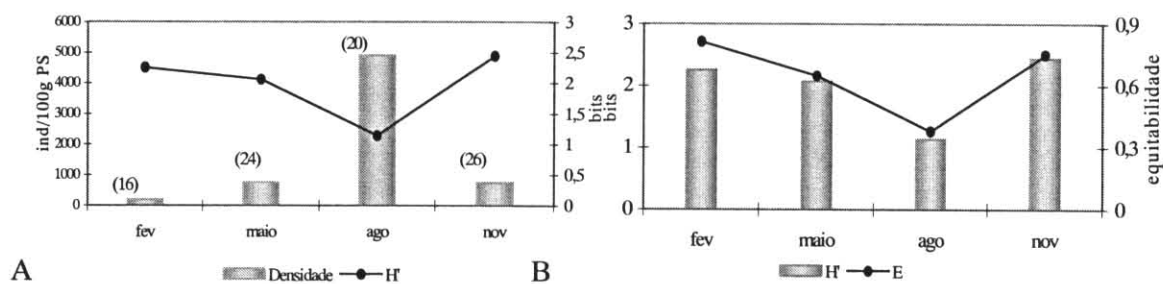 6000
5000
4000
3000
2000
1000
0
ind/100g PS
(16)
(24)
(20)
(26)
3
2,5
2
1,5
1
0,5
0
bits
fev maio ago nov
A
Densidade H'
3
2
1
0
bits
0,9
0,6
0,3
0
equitabilidade
fev maio ago nov
B
H' E